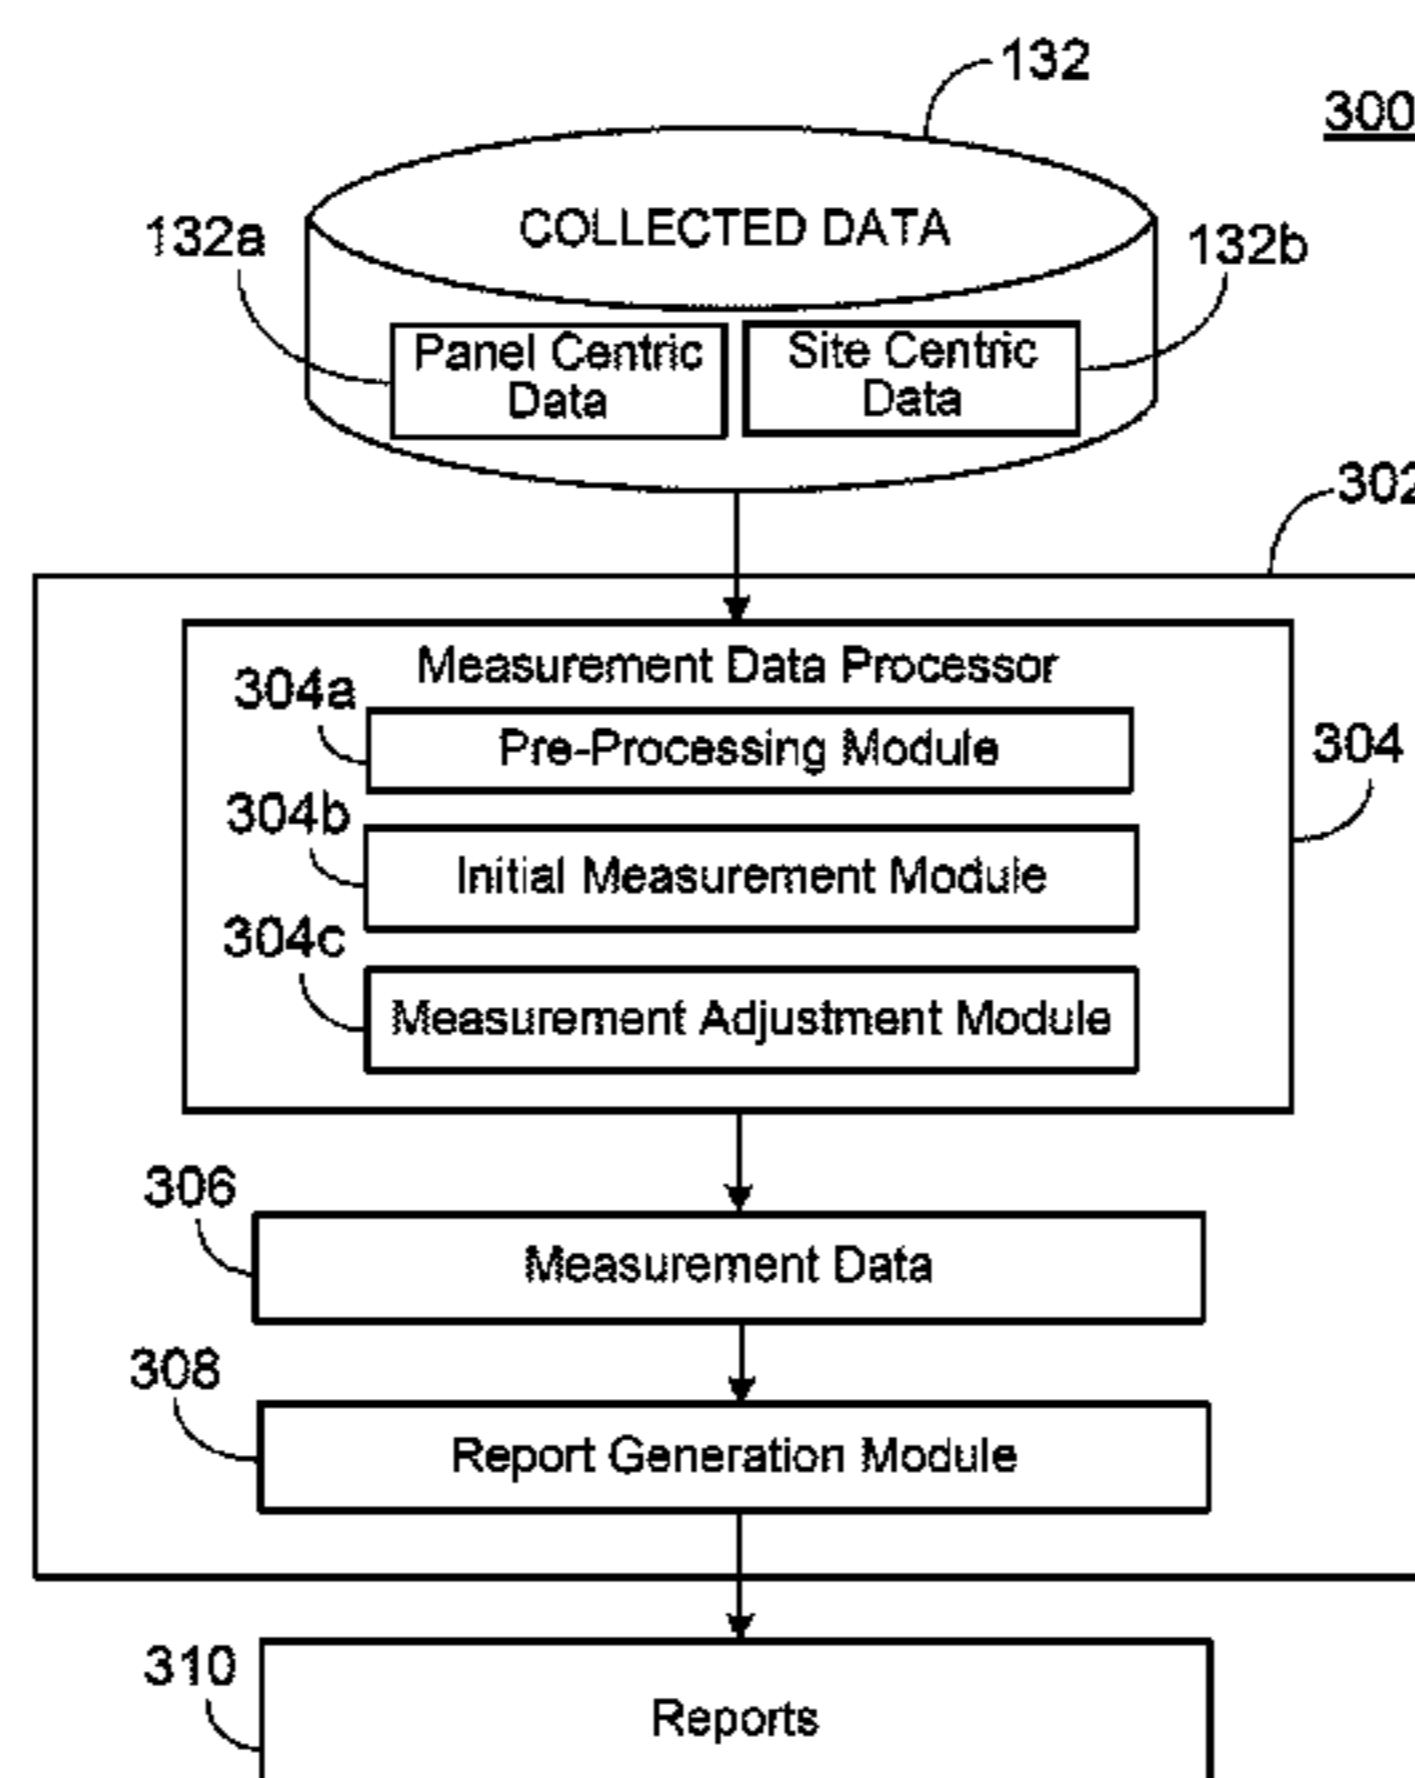 132
300
COLLECTED DATA
132a
132b
Panel Centric
Data
Site Centric
Data
302
Measurement Data Processor
304a
Pre-Processing Module
304
304b
Initial Measurement Module
304c
Measurement Adjustment Module
306
Measurement Data
308
Report Generation Module
310
Reports